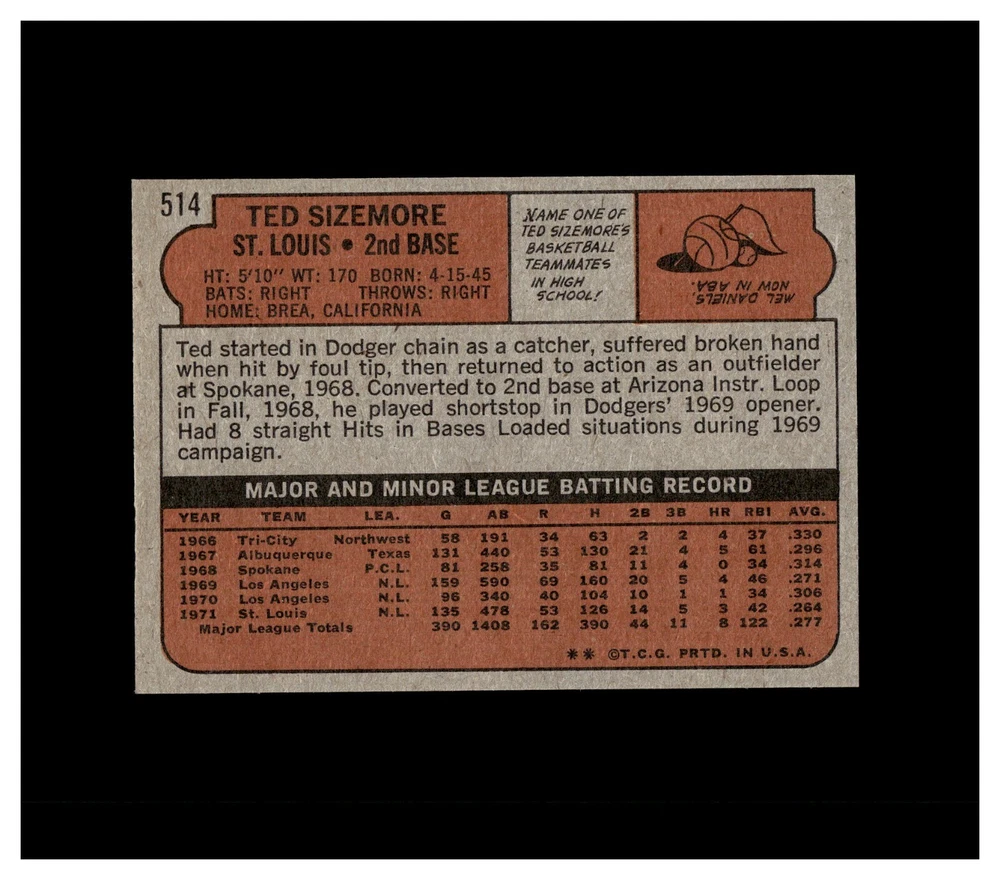 514
TED SIZEMORE
ST. LOUIS • 2nd BASE
HT: 5'10" WT: 170 BORN: 4-15-45
BATS: RIGHT THROWS: RIGHT
HOME: BREA, CALIFORNIA
NAME ONE OF
TED SIZEMORE'S
BASKETBALL
TEAMMATES
IN HIGH
SCHOOL!
MEL DANIELS,
NOW IN ABA.
Ted started in Dodger chain as a catcher, suffered broken hand
when hit by foul tip, then returned to action as an outfielder
at Spokane, 1968. Converted to 2nd base at Arizona Instr. Loop
in Fall, 1968, he played shortstop in Dodgers' 1969 opener.
Had 8 straight Hits in Bases Loaded situations during 1969
campaign.
MAJOR AND MINOR LEAGUE BATTING RECORD
YEAR TEAM LEA. G AB R H 2B 3B HR RBI AVG.
1966 Tri-City Northwest 58 191 34 63 2 2 4 37 .330
1967 Albuquerque Texas 131 440 53 130 21 4 5 61 .296
1968 Spokane P.C.L. 81 258 35 81 11 4 0 34 .314
1969 Los Angeles N.L. 159 590 69 160 20 5 4 46 .271
1970 Los Angeles N.L. 96 340 40 104 10 1 1 34 .306
1971 St. Louis N.L. 135 478 53 126 14 5 3 42 .264
Major League Totals 390 1408 162 390 44 11 8 122 .277
** ©T.C.G. PRTD. IN U.S.A.